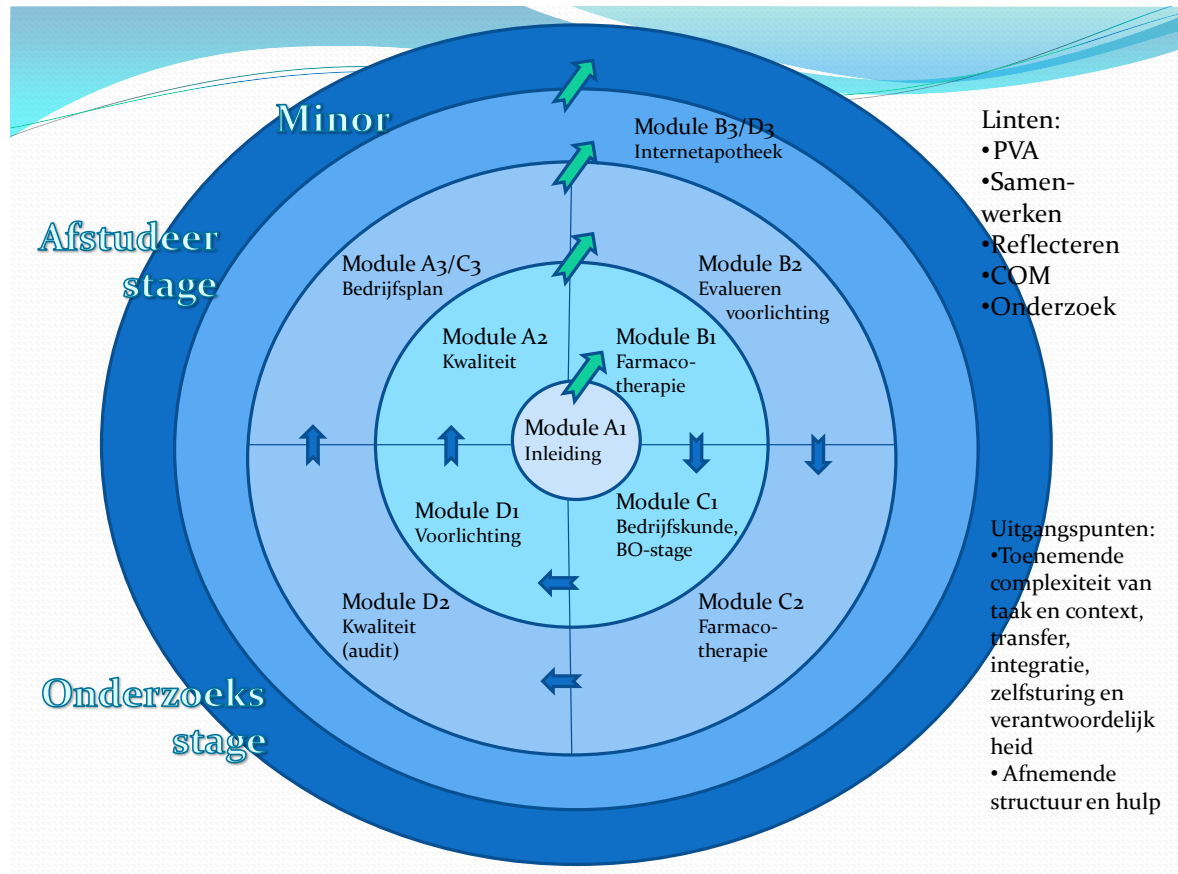 Minor
Module B3/D3
Internetapotheek
Afstudeer
stage
Module A3/C3
Bedrijfsplan
Module B2
Evalueren
voorlichting
Module A2
Kwaliteit
Module B1
Farmaco-
therapie
Module A1
Inleiding
Module D1
Voorlichting
Module C1
Bedrijfskunde,
BO-stage
Module D2
Kwaliteit
(audit)
Module C2
Farmaco-
therapie
Onderzoeks
stage
Linten:
•PVA
•Samen-
werken
•Reflecteren
•COM
•Onderzoek
Uitgangspunten:
•Toenemende
complexiteit van
taak en context,
transfer,
integratie,
zelfsturing en
verantwoordelijk
heid
• Afnemende
structuur en hulp